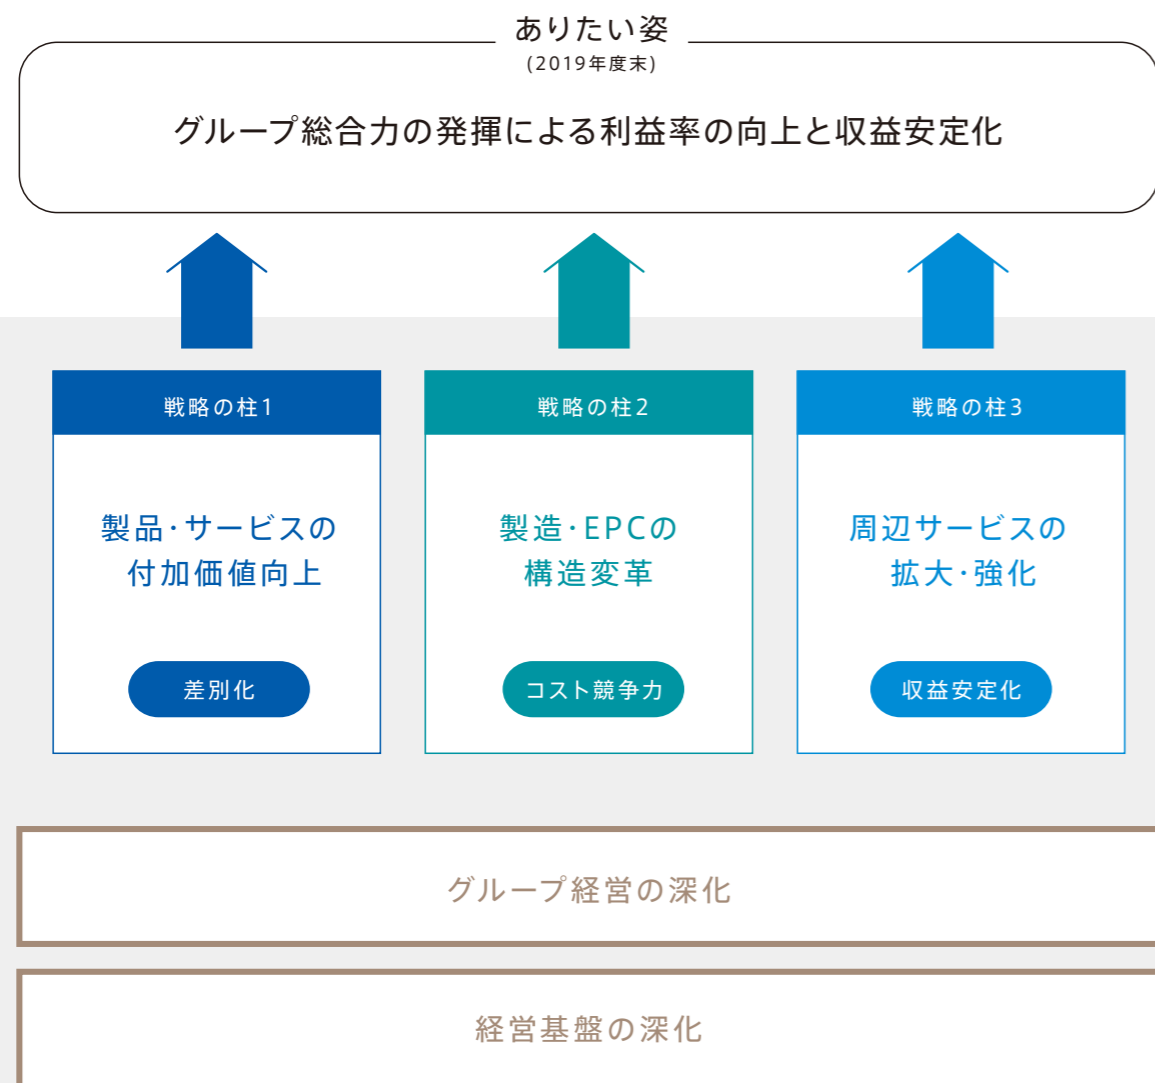 ありたい姿
(2019年度末)
グループ総合力の発揮による利益率の向上と収益安定化
戦略の柱1
製品・サービスの
付加価値向上
差別化
戦略の柱2
製造・EPCの
構造変革
コスト競争力
戦略の柱3
周辺サービスの
拡大・強化
収益安定化
グループ経営の深化
経営基盤の深化